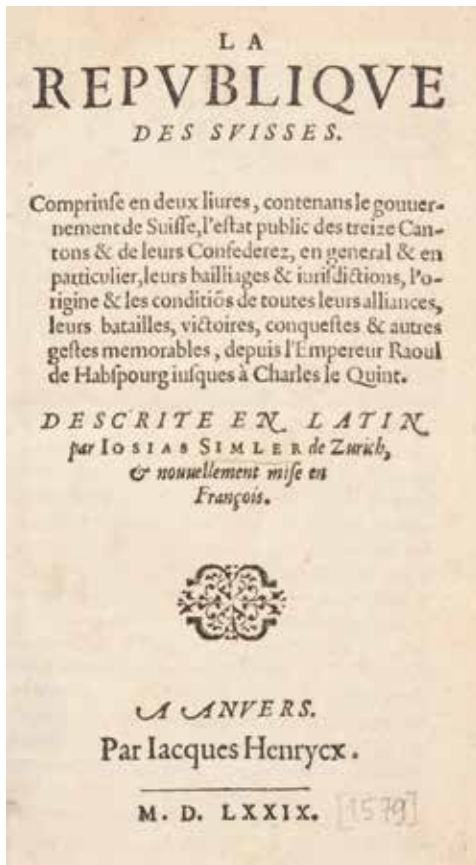 LA
REPVBLIQVE
DES SVISSES.
Comprinſe en deux liures, contenans le gouuer-
nement de Suiſſe, l'eſtat public des treize Can-
tons & de leurs Confederez, en general & en
particulier, leurs bailliages & iuriſdictions, l'o-
rigine & les conditiõs de toutes leurs alliances,
leurs batailles, victoires, conqueſtes & autres
geſtes memorables, depuis l'Empereur Raoul
de Habſpourg iuſques à Charles le Quint.
DESCRITE EN LATIN
par IOSIAS SIMLER de Zurich,
& nouuellement miſe en
François.
A ANVERS.
Par Iacques Henrycx.
M. D. LXXIX. [1579]